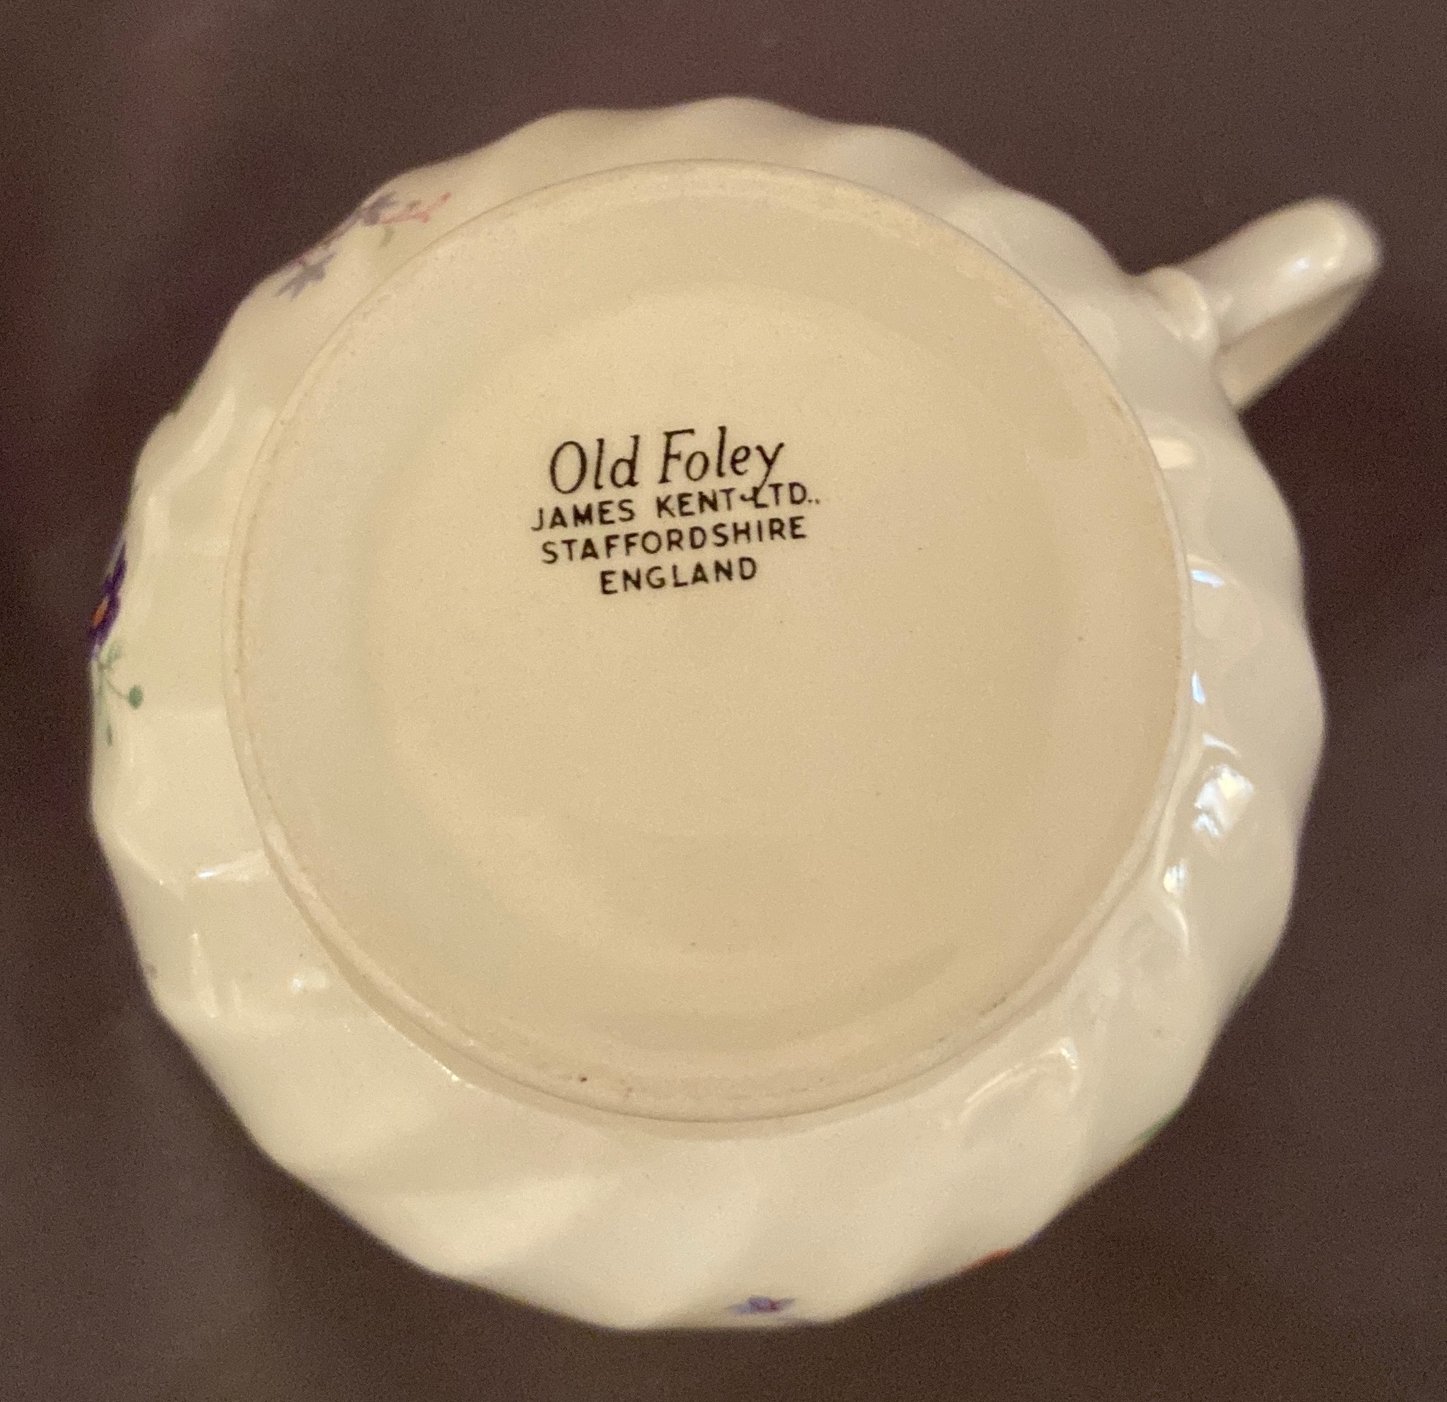 Old Foley
JAMES KENT LTD.
STAFFORDSHIRE
ENGLAND